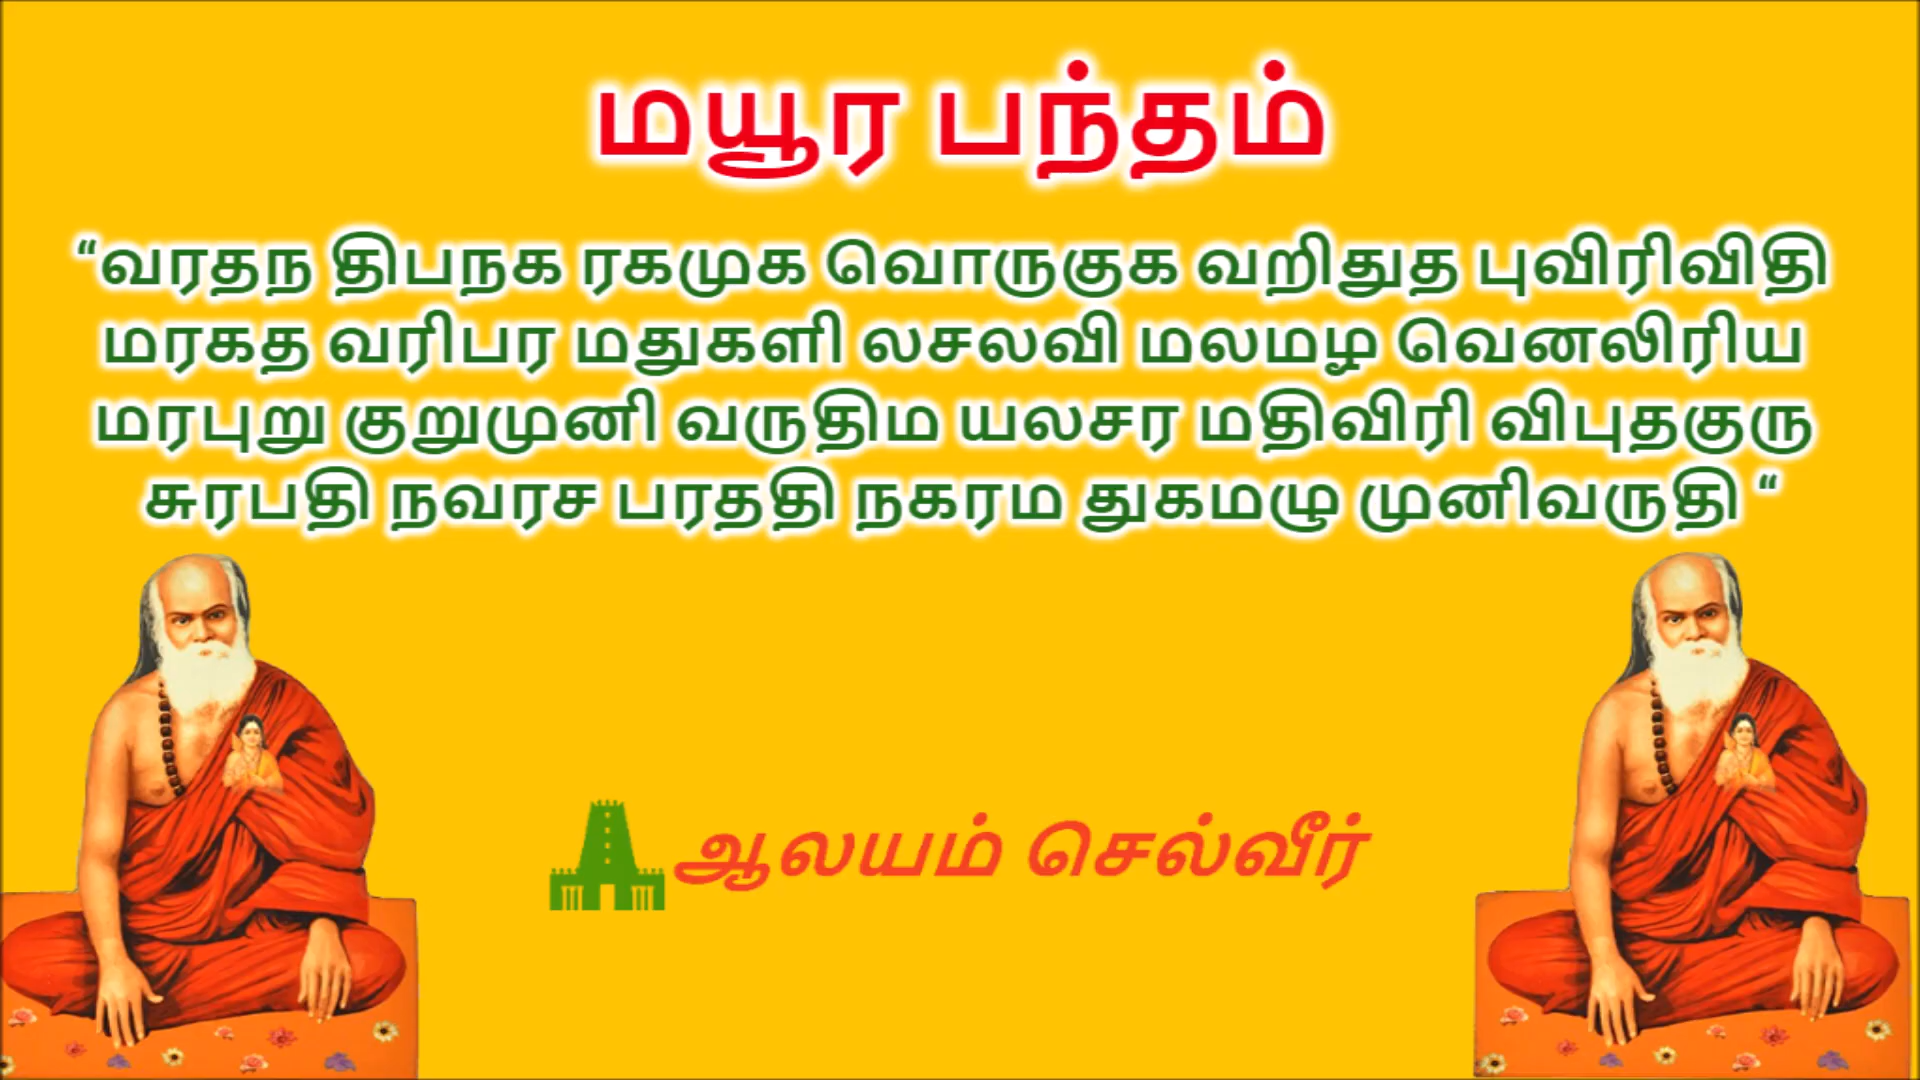 மயூர பந்தம்
“வரதந திபநக ரகமுக வொருகுக வறிதுத புவிரிவிதி
மரகத வரிபர மதுகளி லசலவி மலமழ வெனலிரிய
மரபுறு குறுமுனி வருதிம யலசர மதிவிரி விபுதகுரு
சுரபதி நவரச பரததி நகரம துகமழு முனிவருதி “
ஆலயம் செல்வீர்